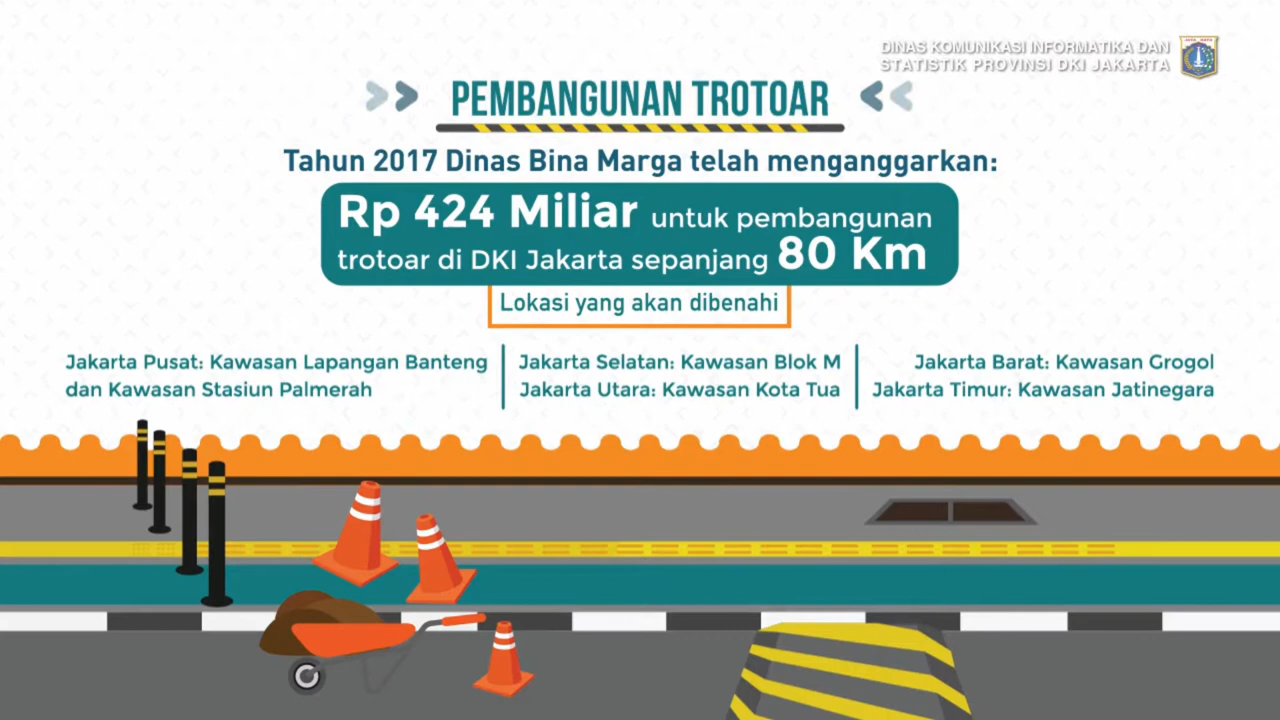 DINAS KOMUNIKASI INFORMATIKA DAN
STATISTIK PROVINSI DKI JAKARTA
PEMBANGUNAN TROTOAR
Tahun 2017 Dinas Bina Marga telah menganggarkan:
Rp 424 Miliar untuk pembangunan
trotoar di DKI Jakarta sepanjang 80 Km
Lokasi yang akan dibenahi
Jakarta Pusat: Kawasan Lapangan Banteng
dan Kawasan Stasiun Palmerah
Jakarta Selatan: Kawasan Blok M
Jakarta Utara: Kawasan Kota Tua
Jakarta Barat: Kawasan Grogol
Jakarta Timur: Kawasan Jatinegara